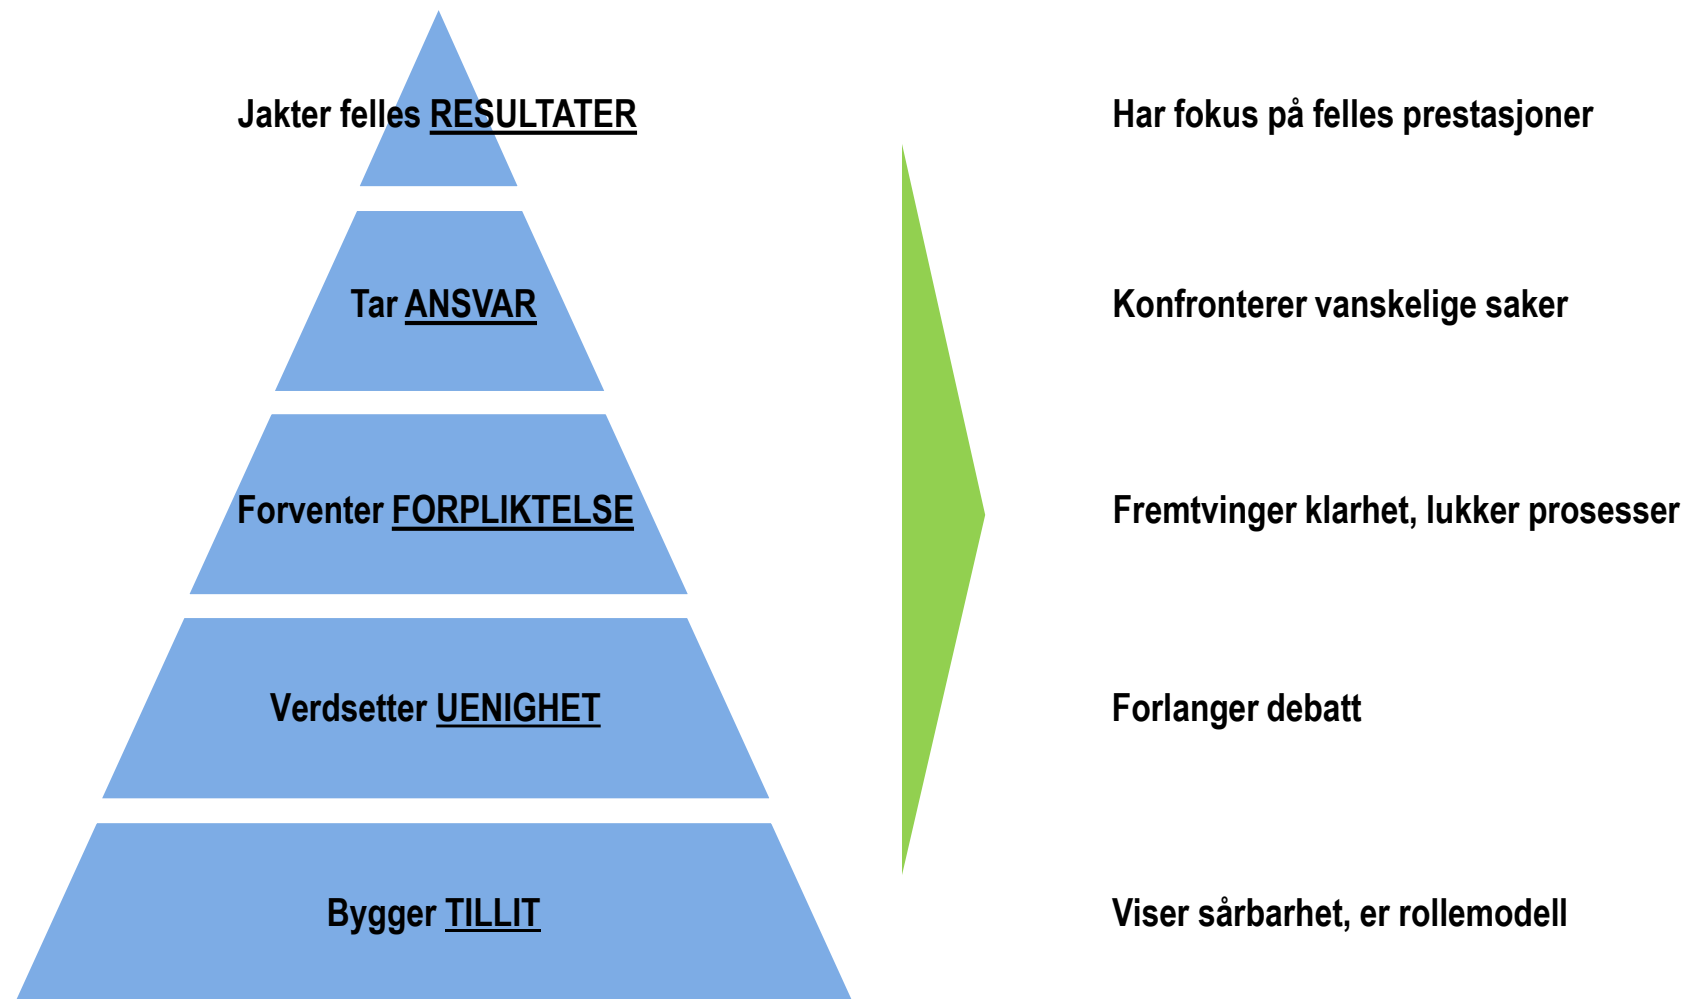 Jakter felles RESULTATER
Har fokus på felles prestasjoner
Tar ANSVAR
Konfronterer vanskelige saker
Forventer FORPLIKTELSE
Fremtvinger klarhet, lukker prosesser
Verdsetter UENIGHET
Forlanger debatt
Bygger TILLIT
Viser sårbarhet, er rollemodell